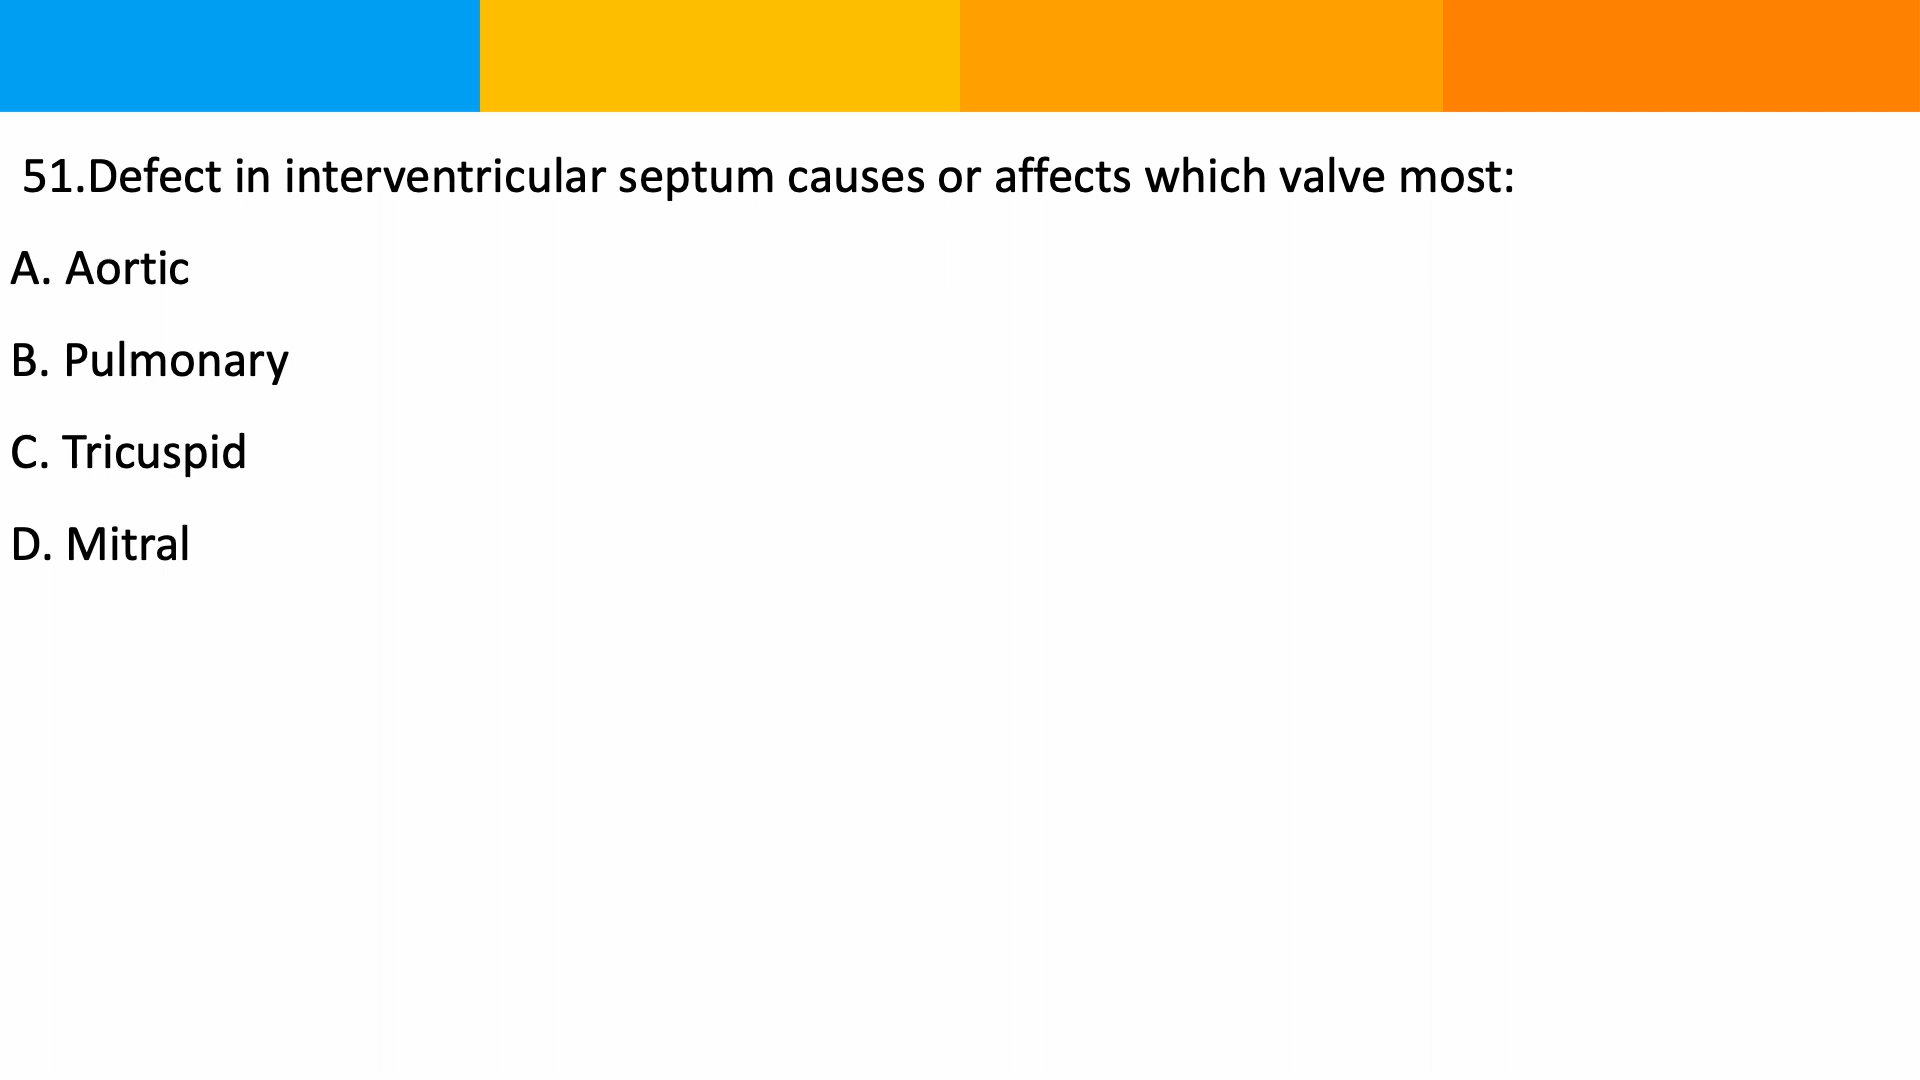 51.Defect in interventricular septum causes or affects which valve most:
A. Aortic
B. Pulmonary
C. Tricuspid
D. Mitral